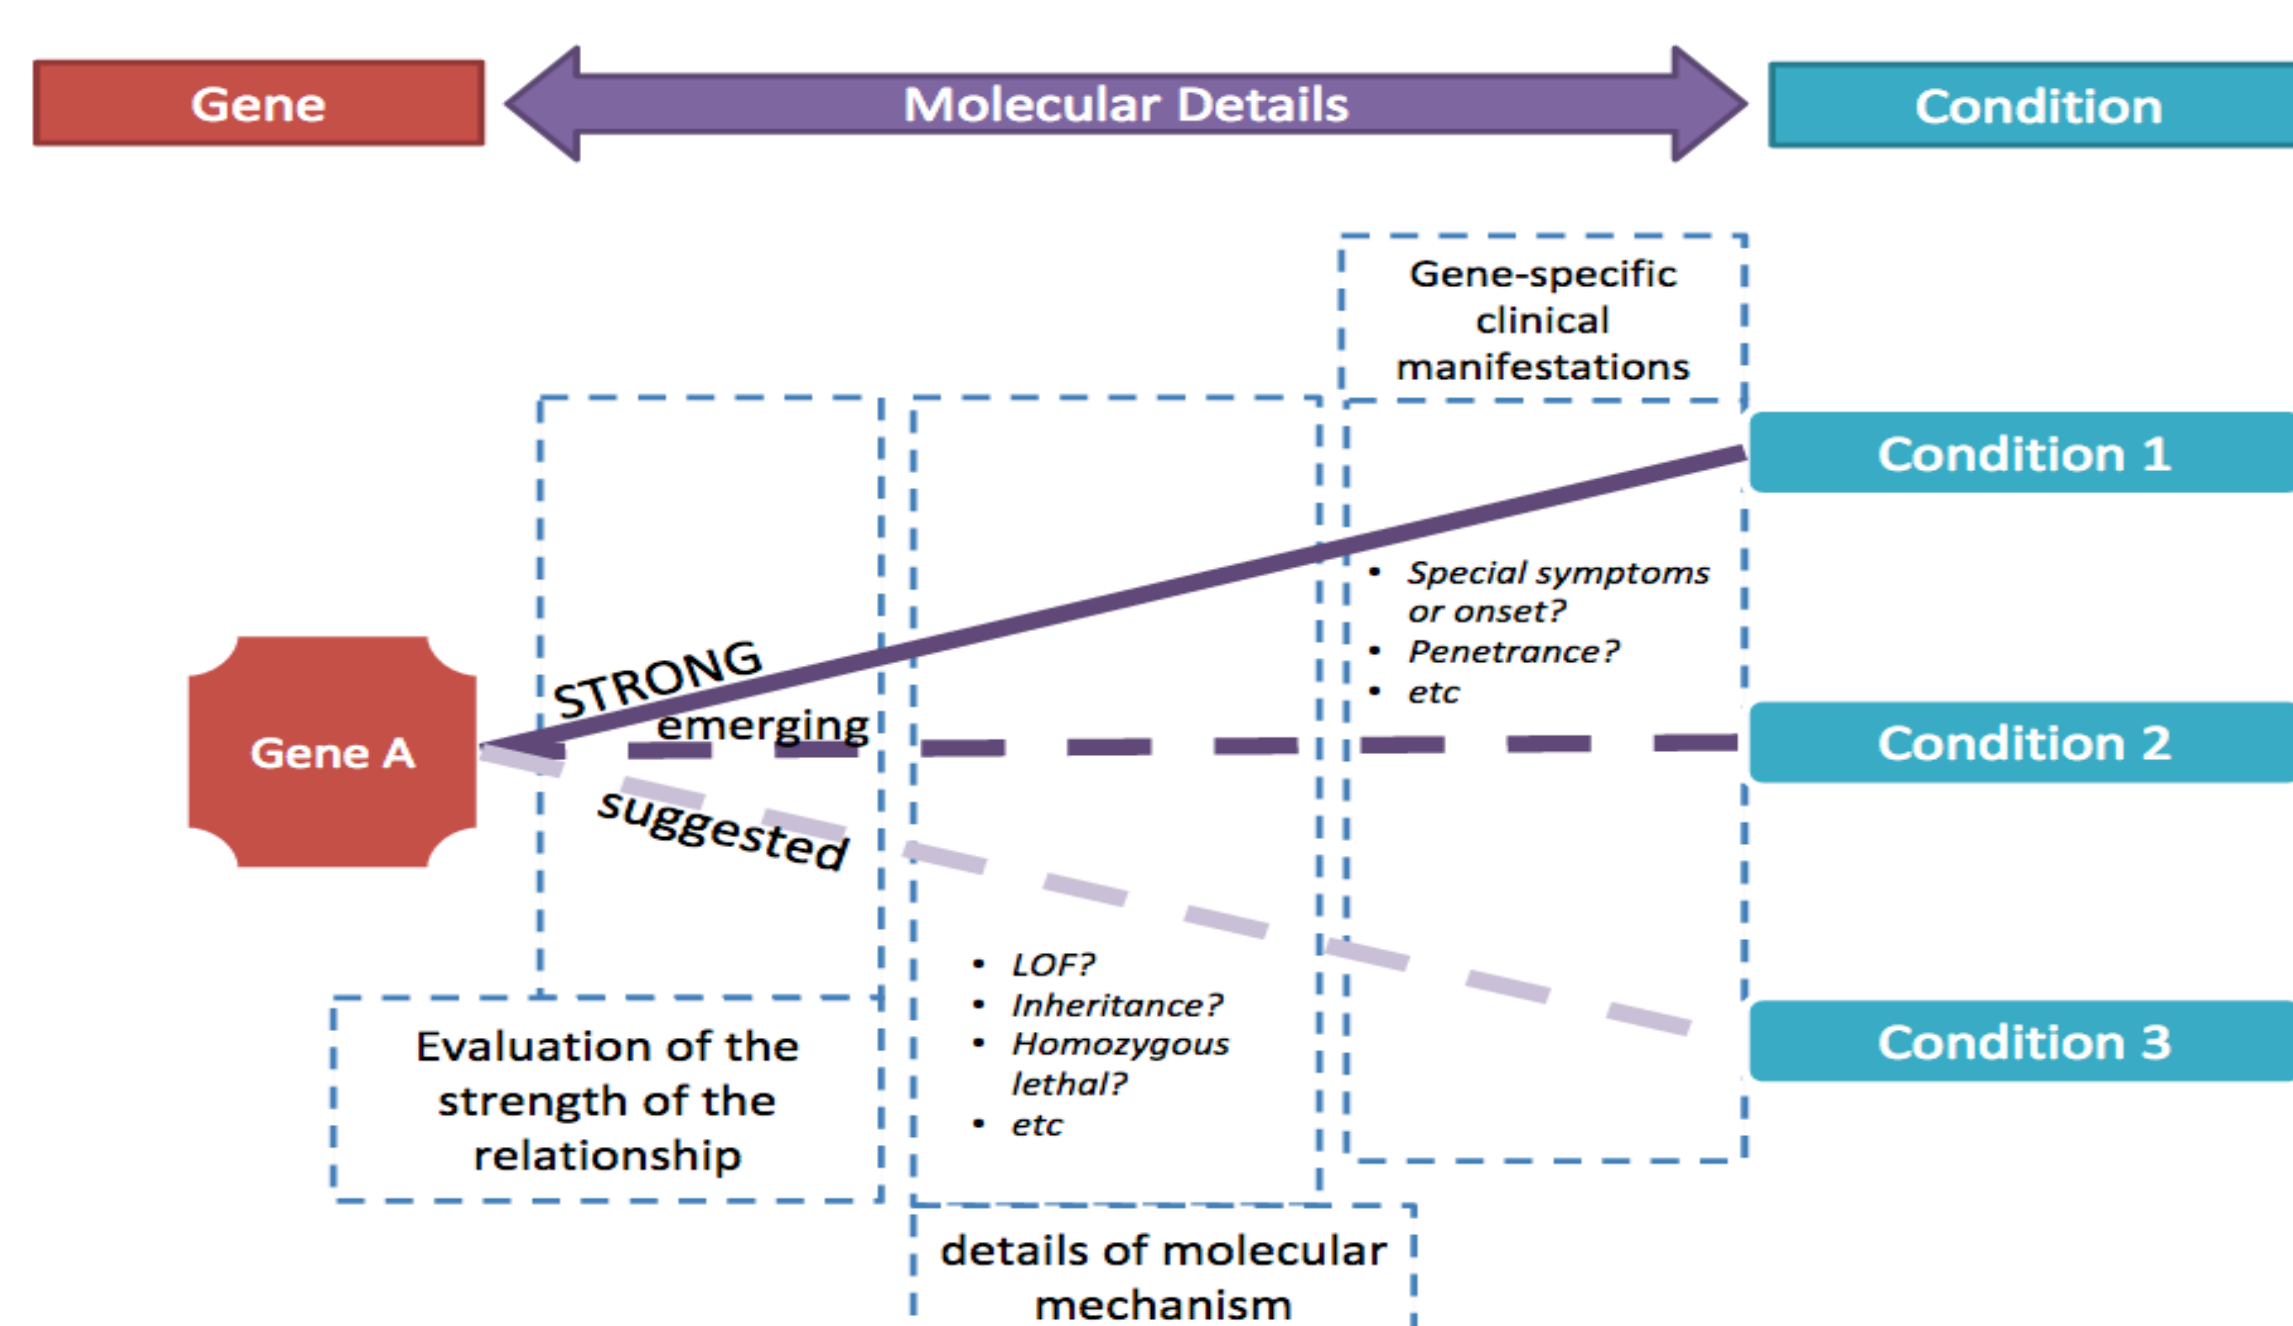 Gene
Molecular Details
Condition
Gene-specific
clinical
manifestations
Condition 1
• Special symptoms
or onset?
• Penetrance?
• etc
STRONG
emerging
Condition 2
Gene A
suggested
• LOF?
• Inheritance?
• Homozygous
lethal?
• etc
Condition 3
Evaluation of the
strength of the
relationship
details of molecular
mechanism